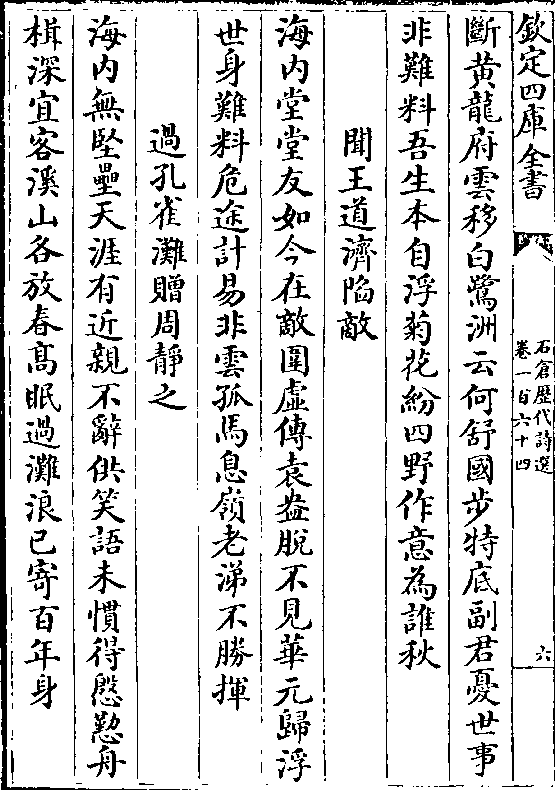 欽定四庫全書
石倉歷代詩選
卷一百六十四
六
斷黃龍府雲移白鷺洲云何舒國步特底副君憂世事
非難料吾生本自浮菊花紛四野作意為誰秋
聞王道濟陷敵
海内堂堂友如今在敵圍虛傳袁盎脫不見華元歸浮
世身難料危途計易非雲孤馬息嶺老涕不勝揮
過孔雀灘贈周靜之
海内無堅壘天涯有近親不辭供笑語未慣得慇懃舟
楫深宜客溪山各放春髙眠過灘浪已寄百年身